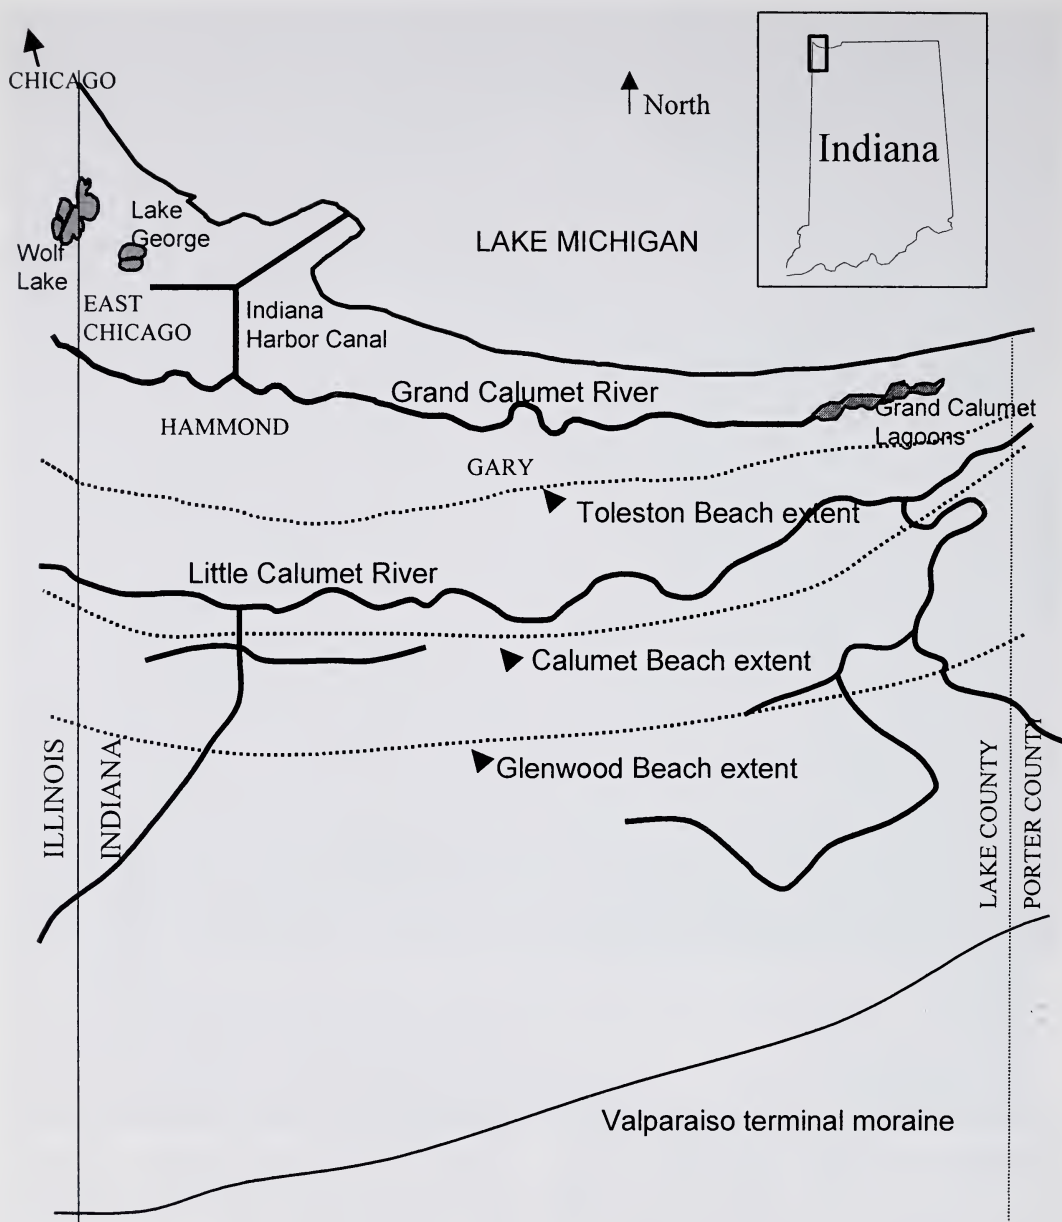 CHICAGO
North
Indiana
Lake
George
LAKE MICHIGAN
Wolf
Lake
EAST
CHICAGO
Indiana
Harbor Canal
Grand Calumet River
Grand Calumet
Lagoons
HAMMOND
GARY
Toleston Beach extent
Little Calumet River
Calumet Beach extent
Glenwood Beach extent
ILLINOIS
INDIANA
LAKE COUNTY
PORTER COUNTY
Valparaiso terminal moraine